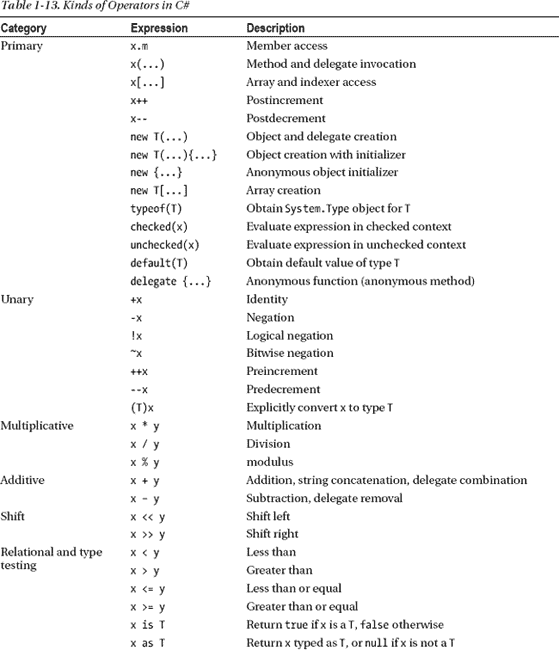 Table 1-13. Kinds of Operators in C#
Category Expression Description
Primary x.m Member access
x(...) Method and delegate invocation
x[...] Array and indexer access
x++ Postincrement
x-- Postdecrement
new T(...) Object and delegate creation
new T(...){...} Object creation with initializer
new {...} Anonymous object initializer
new T[...] Array creation
typeof(T) Obtain System.Type object for T
checked(x) Evaluate expression in checked context
unchecked(x) Evaluate expression in unchecked context
default(T) Obtain default value of type T
delegate {...} Anonymous function (anonymous method)
Unary +x Identity
-x Negation
!x Logical negation
~x Bitwise negation
++x Preincrement
--x Predecrement
(T)x Explicitly convert x to type T
Multiplicative x * y Multiplication
x / y Division
x % y modulus
Additive x + y Addition, string concatenation, delegate combination
x – y Subtraction, delegate removal
Shift x << y Shift left
x >> y Shift right
Relational and type x < y Less than
testing x > y Greater than
x <= y Less than or equal
x >= y Greater than or equal
x is T Return true if x is a T, false otherwise
x as T Return x typed as T, or null if x is not a T